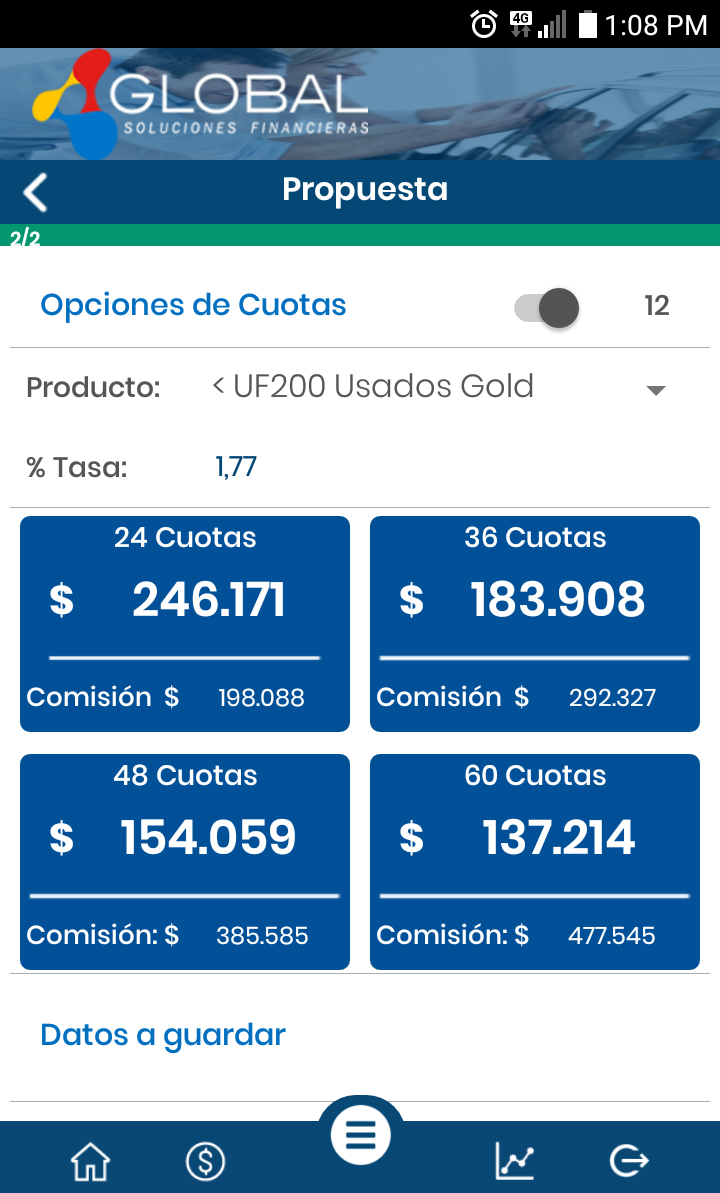 4G 1:08 PM
GLOBAL
SOLUCIONES FINANCIERAS
Propuesta
2/2
Opciones de Cuotas 12
Producto: < UF200 Usados Gold
% Tasa: 1,77
24 Cuotas
$ 246.171
Comisión $ 198.088
36 Cuotas
$ 183.908
Comisión $ 292.327
48 Cuotas
$ 154.059
Comisión: $ 385.585
60 Cuotas
$ 137.214
Comisión: $ 477.545
Datos a guardar
$